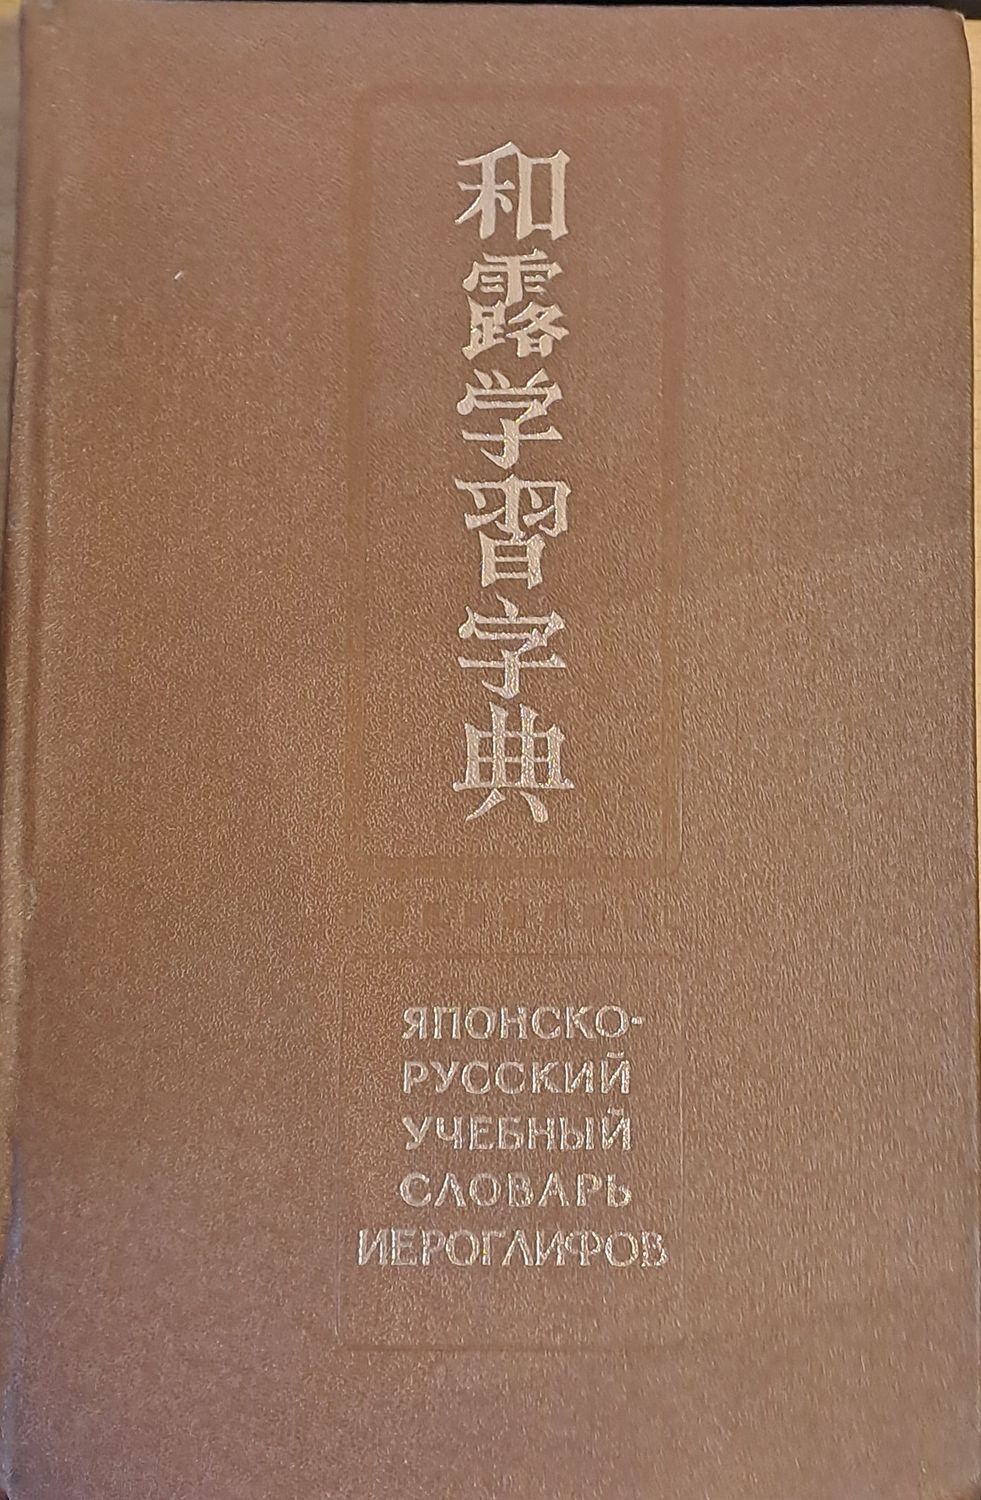 和露学習字典
ЯПОНСКО-
РУССКИЙ
УЧЕБНЫЙ
СЛОВАРЬ
ИЕРОГЛИФОВ